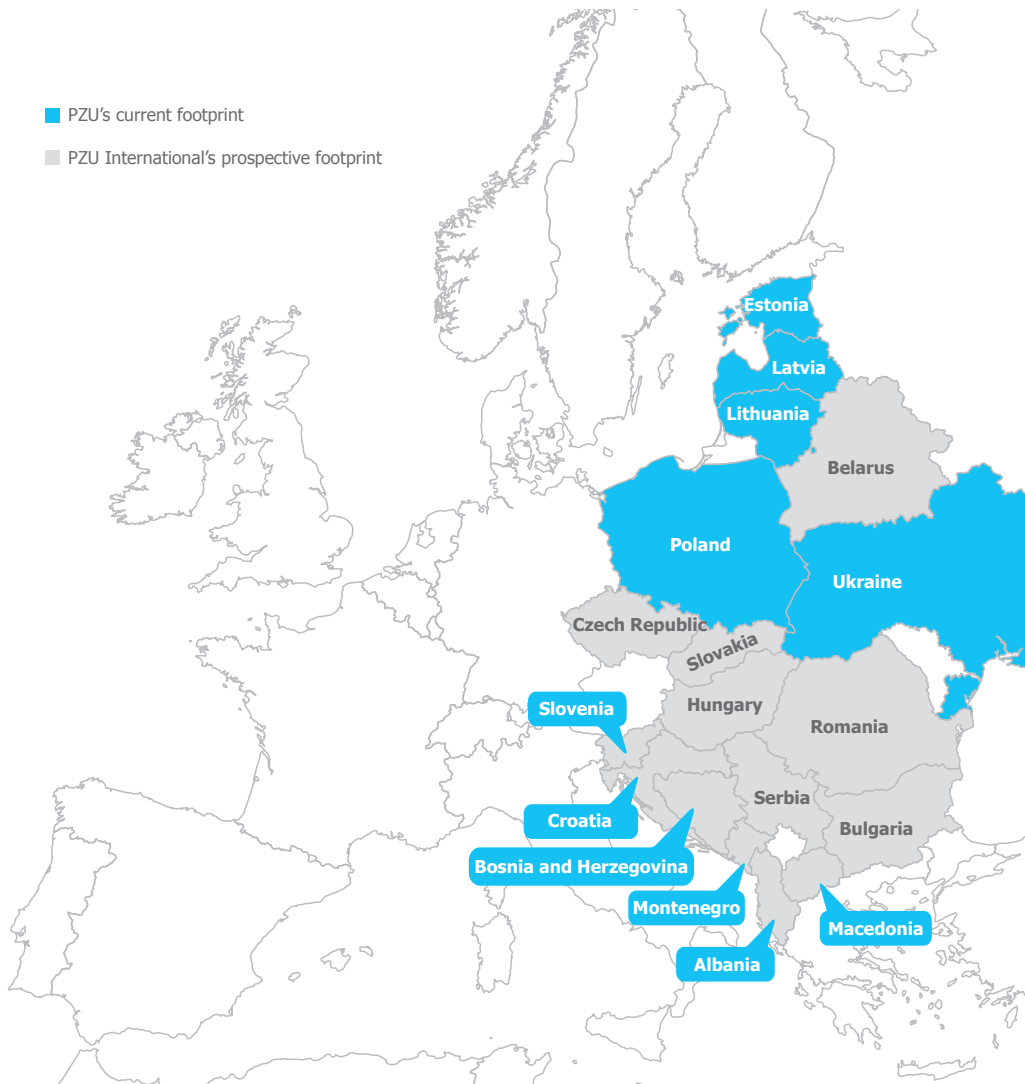 PZU's current footprint
PZU International's prospective footprint
Estonia
Latvia
Lithuania
Belarus
Poland
Ukraine
Czech Republic
Slovakia
Hungary
Slovenia
Romania
Serbia
Croatia
Bulgaria
Bosnia and Herzegovina
Montenegro
Macedonia
Albania